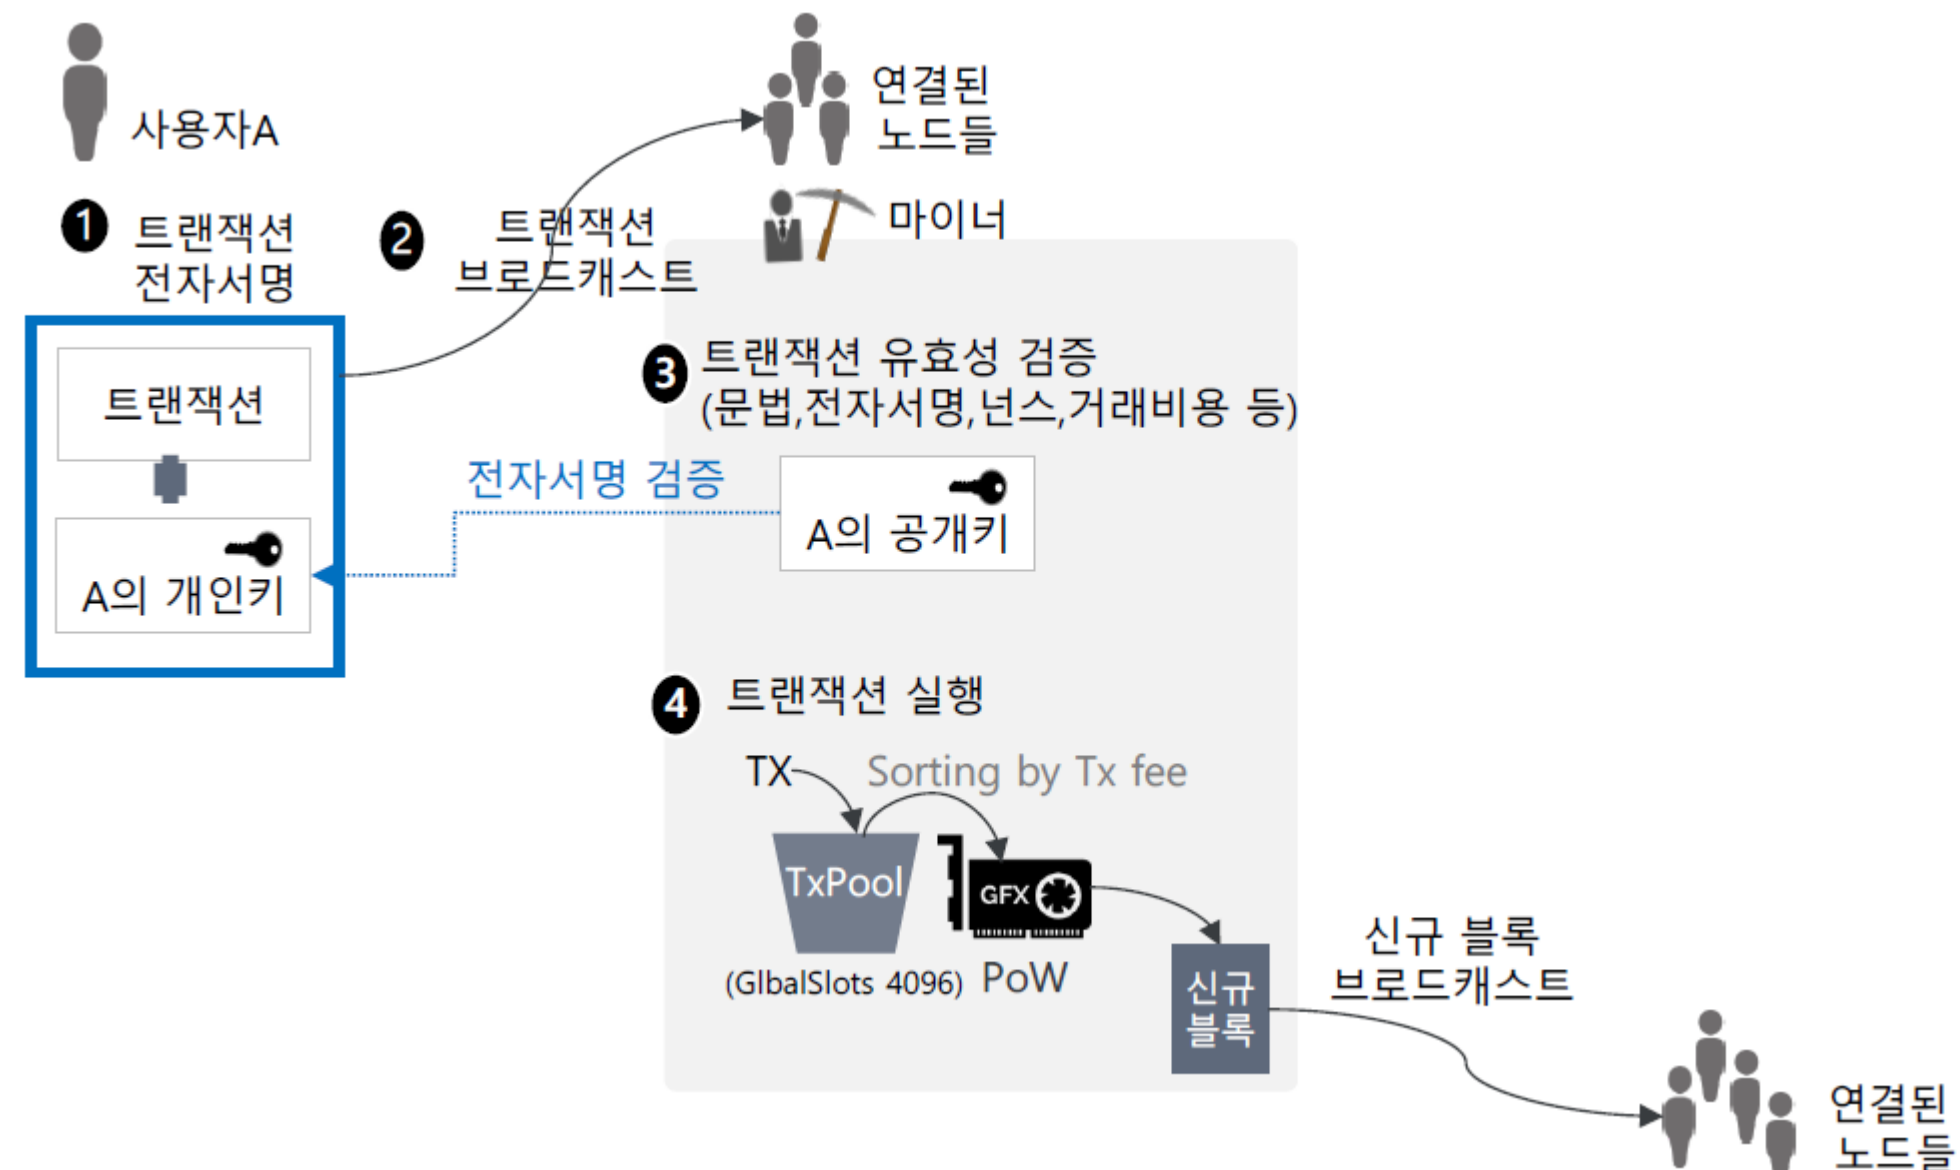 사용자A
연결된
노드들
마이너
1
트랜잭션
전자서명
2
트랜잭션
브로드캐스트
트랜잭션
A의 개인키
3
트랜잭션 유효성 검증
(문법,전자서명,넌스,거래비용 등)
전자서명 검증
A의 공개키
4
트랜잭션 실행
TX
Sorting by Tx fee
TxPool
GFX
(GlbalSlots 4096)
PoW
신규
블록
신규 블록
브로드캐스트
연결된
노드들